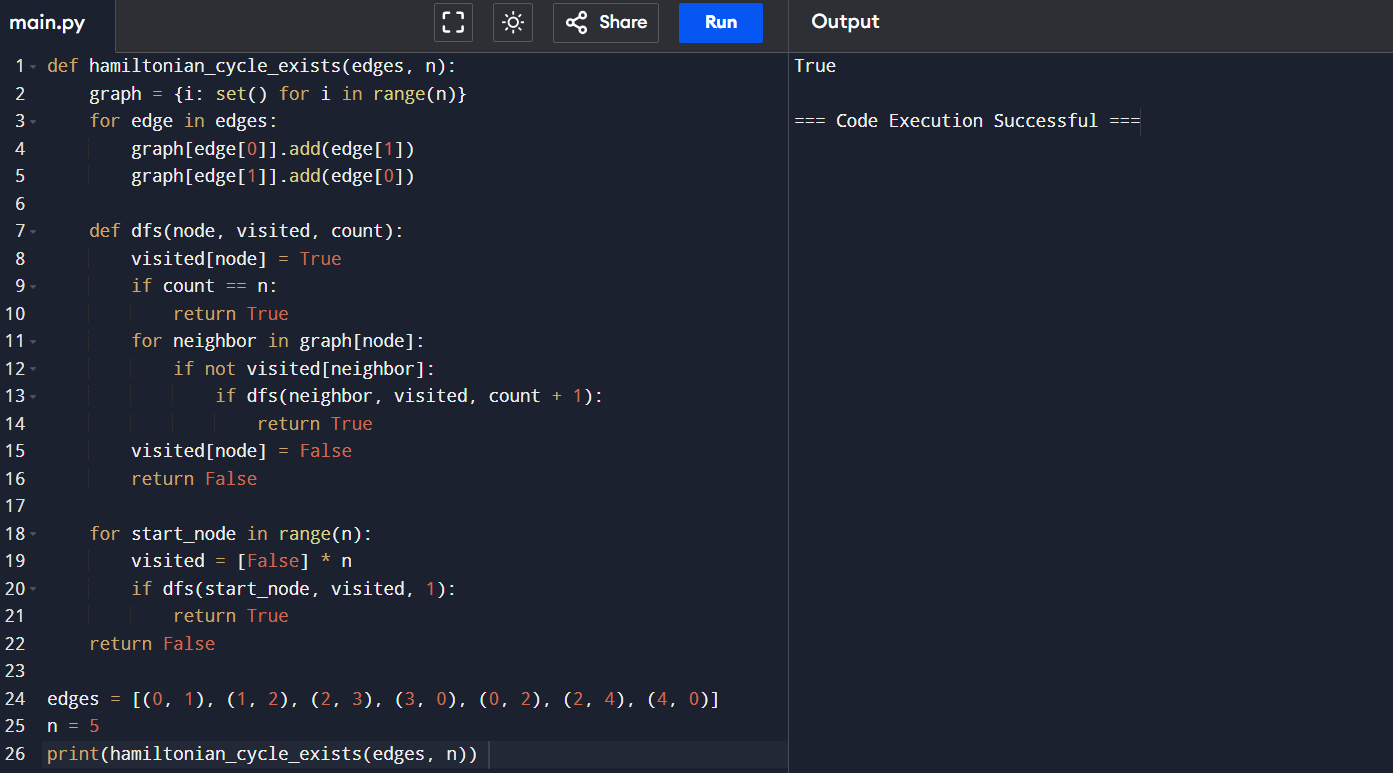 main.py
Share
Run
Output
1 def hamiltonian_cycle_exists(edges, n):
2     graph = {i: set() for i in range(n)}
3     for edge in edges:
4         graph[edge[0]].add(edge[1])
5         graph[edge[1]].add(edge[0])
6
7     def dfs(node, visited, count):
8         visited[node] = True
9         if count == n:
10             return True
11         for neighbor in graph[node]:
12             if not visited[neighbor]:
13                 if dfs(neighbor, visited, count + 1):
14                     return True
15         visited[node] = False
16         return False
17
18     for start_node in range(n):
19         visited = [False] * n
20         if dfs(start_node, visited, 1):
21             return True
22     return False
23
24 edges = [(0, 1), (1, 2), (2, 3), (3, 0), (0, 2), (2, 4), (4, 0)]
25 n = 5
26 print(hamiltonian_cycle_exists(edges, n))
True
=== Code Execution Successful ===